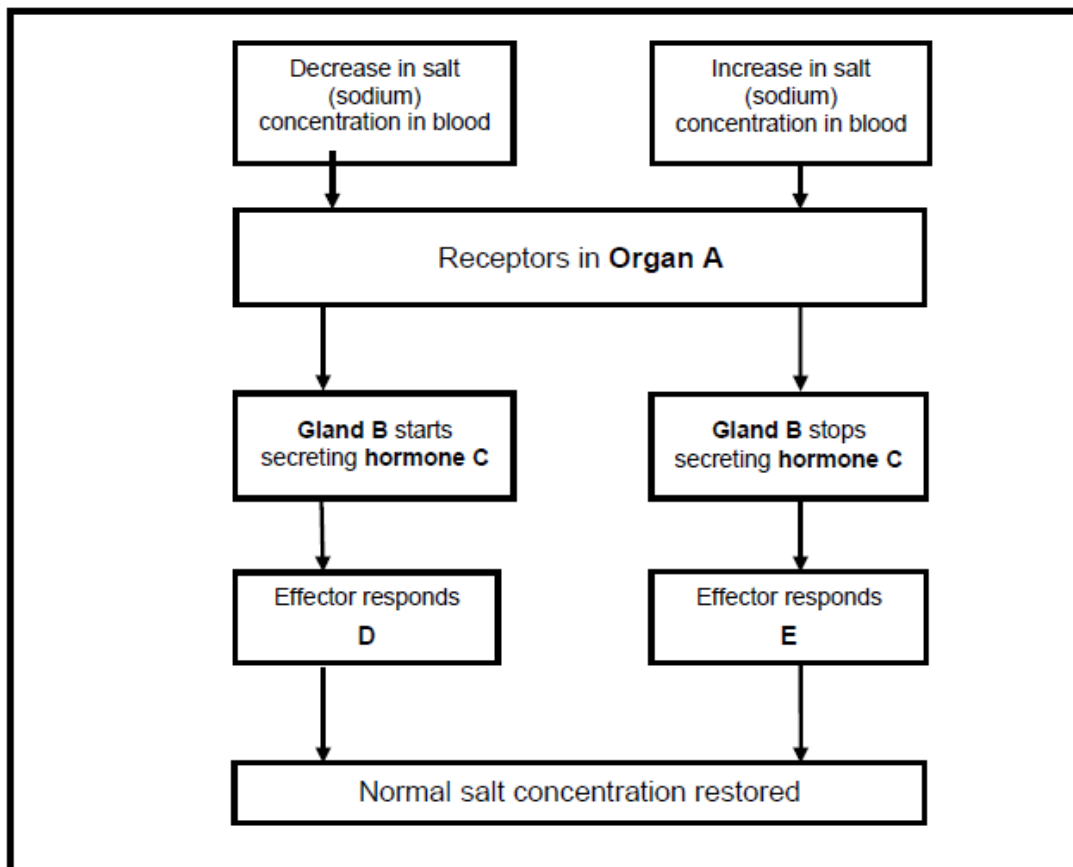 Decrease in salt
(sodium)
concentration in blood
Increase in salt
(sodium)
concentration in blood
Receptors in Organ A
Gland B starts
secreting hormone C
Gland B stops
secreting hormone C
Effector responds
D
Effector responds
E
Normal salt concentration restored